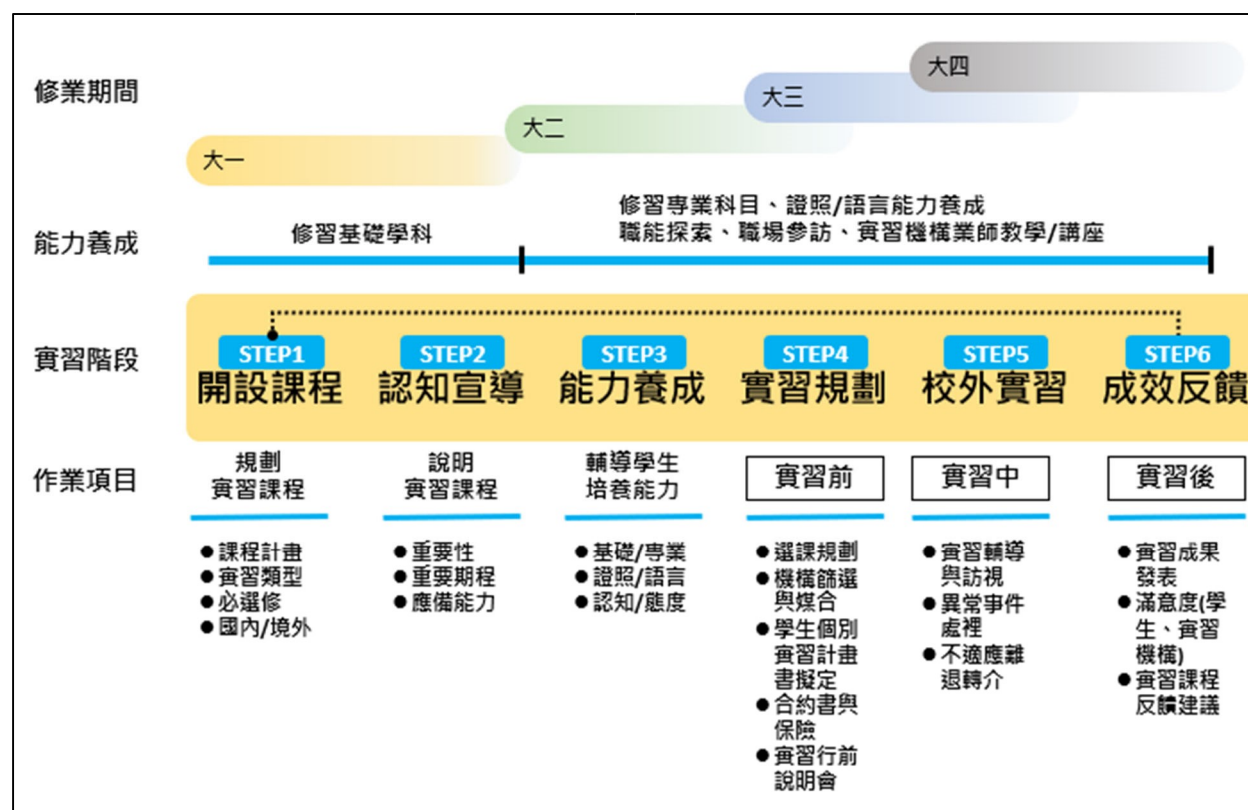 修業期間
大一
大二
大三
大四
能力養成
修習基礎學科
修習專業科目、證照/語言能力養成
職能探索、職場參訪、實習機構業師教學/講座
實習階段
STEP1
開設課程
STEP2
認知宣導
STEP3
能力養成
STEP4
實習規劃
STEP5
校外實習
STEP6
成效反饋
作業項目
規劃
實習課程
●課程計畫
●實習類型
●必選修
●國內/境外
說明
實習課程
●重要性
●重要期程
●應備能力
輔導學生
培養能力
●基礎/專業
●證照/語言
●認知/態度
實習前
●選課規劃
●機構篩選
與媒合
●學生個別
實習計畫
書擬定
●合約書與
保險
●實習行前
說明會
實習中
●實習輔導
與訪視
●異常事件
處裡
●不適應離
退轉介
實習後
●實習成果
發表
●滿意度(學
生、實習
機構)
●實習課程
反饋建議